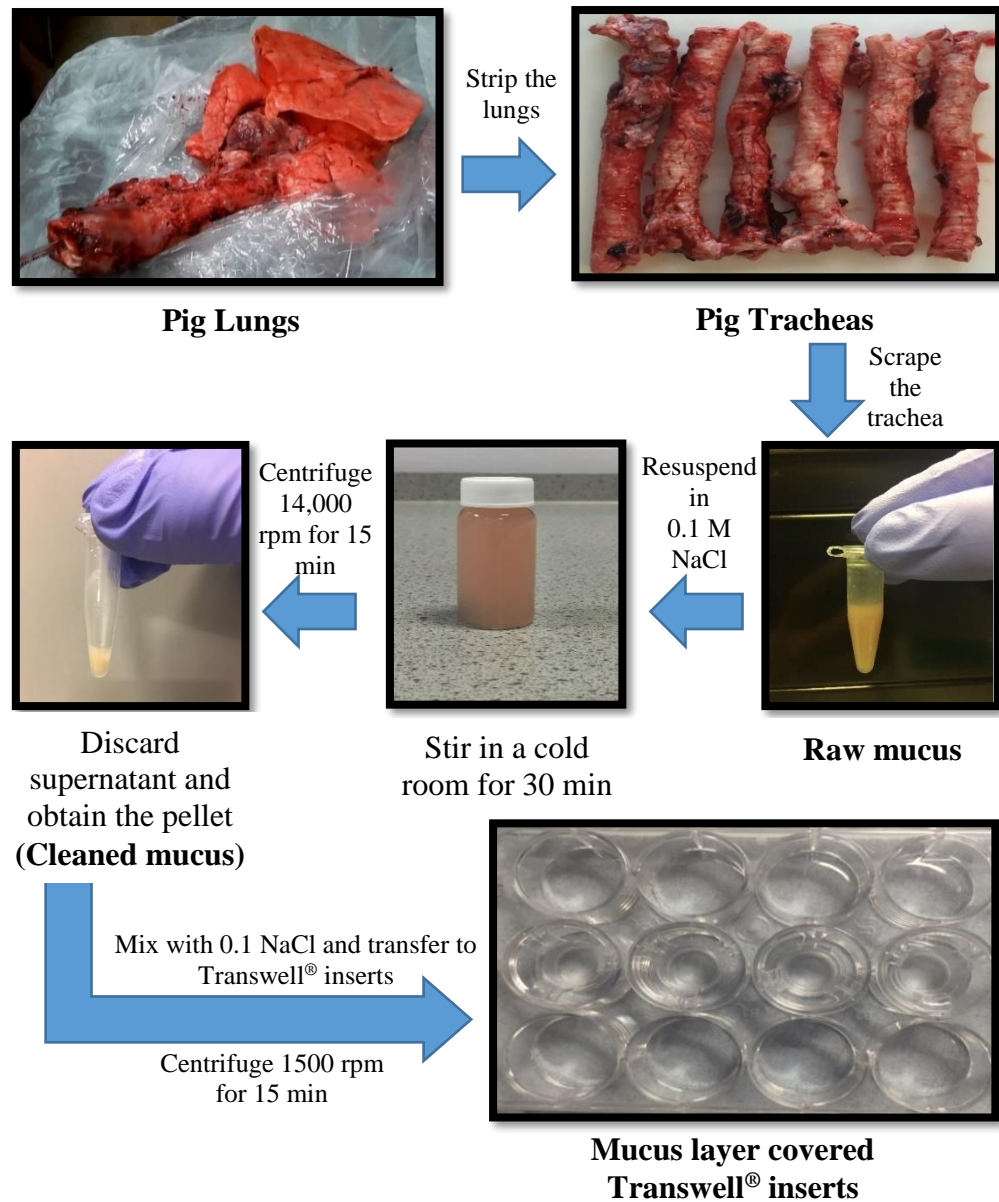 Strip the
lungs
Pig Lungs
Pig Tracheas
Scrape
the
trachea
Raw mucus
Resuspend
in
0.1 M
NaCl
Stir in a cold
room for 30 min
Centrifuge
14,000
rpm for 15
min
Discard
supernatant and
obtain the pellet
(Cleaned mucus)
Mix with 0.1 NaCl and transfer to
Transwell® inserts
Centrifuge 1500 rpm
for 15 min
Mucus layer covered
Transwell® inserts